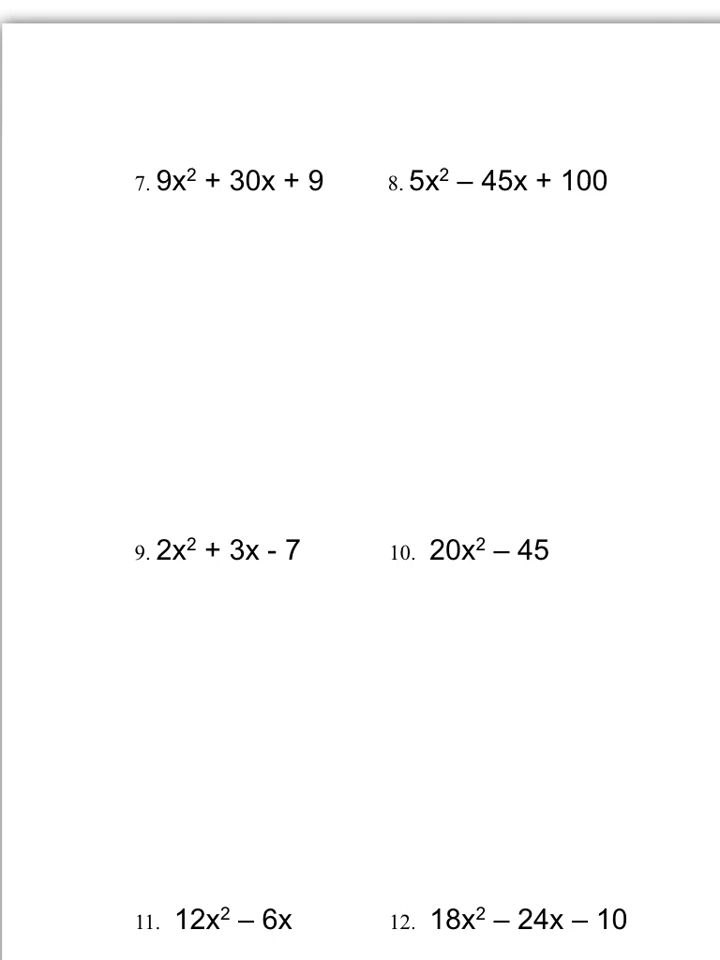 7. 9x² + 30x + 9 8. 5x² – 45x + 100
9. 2x² + 3x - 7 10. 20x² – 45
11. 12x² – 6x 12. 18x² – 24x – 10